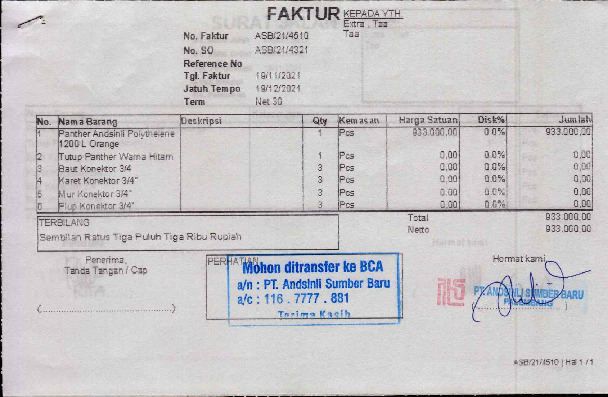 FAKTUR
KEPADA YTH.
Extra, Taa
Taa
No. Faktur ASB/21/4510
No. SO ASB/21/4321
Reference No
Tgl. Faktur 19/11/2021
Jatuh Tempo 19/12/2021
Term Net 30
No. Nama Barang Deskripsi Qty Kemasan Harga Satuan Disk% Jumlah
1 Panther Andsinli Polythelene 1 Pcs 933.000,00 0.0% 933.000,00
1200 L Orange
2 Tutup Panther Warna Hitam 1 Pcs 0,00 0.0% 0,00
3 Baut Konektor 3/4 3 Pcs 0,00 0.0% 0,00
4 Karet Konektor 3/4" 3 Pcs 0,00 0.0% 0,00
5 Mur Konektor 3/4" 3 Pcs 0,00 0.0% 0,00
6 Plup Konektor 3/4" 3 Pcs 0,00 0.0% 0,00
TERBILANG
Sembilan Ratus Tiga Puluh Tiga Ribu Rupiah
Total 933.000,00
Netto 933.000,00
Penerima,
Tanda Tangan / Cap
PERHATIAN
Mohon ditransfer ke BCA
a/n : PT. Andsinli Sumber Baru
a/c : 116 . 7777 . 881
Terima Kasih
Hormat kami
PT. ANDSINLI SUMBER BARU
PALEMBANG
ASB/21/4510 | Hal 1 / 1